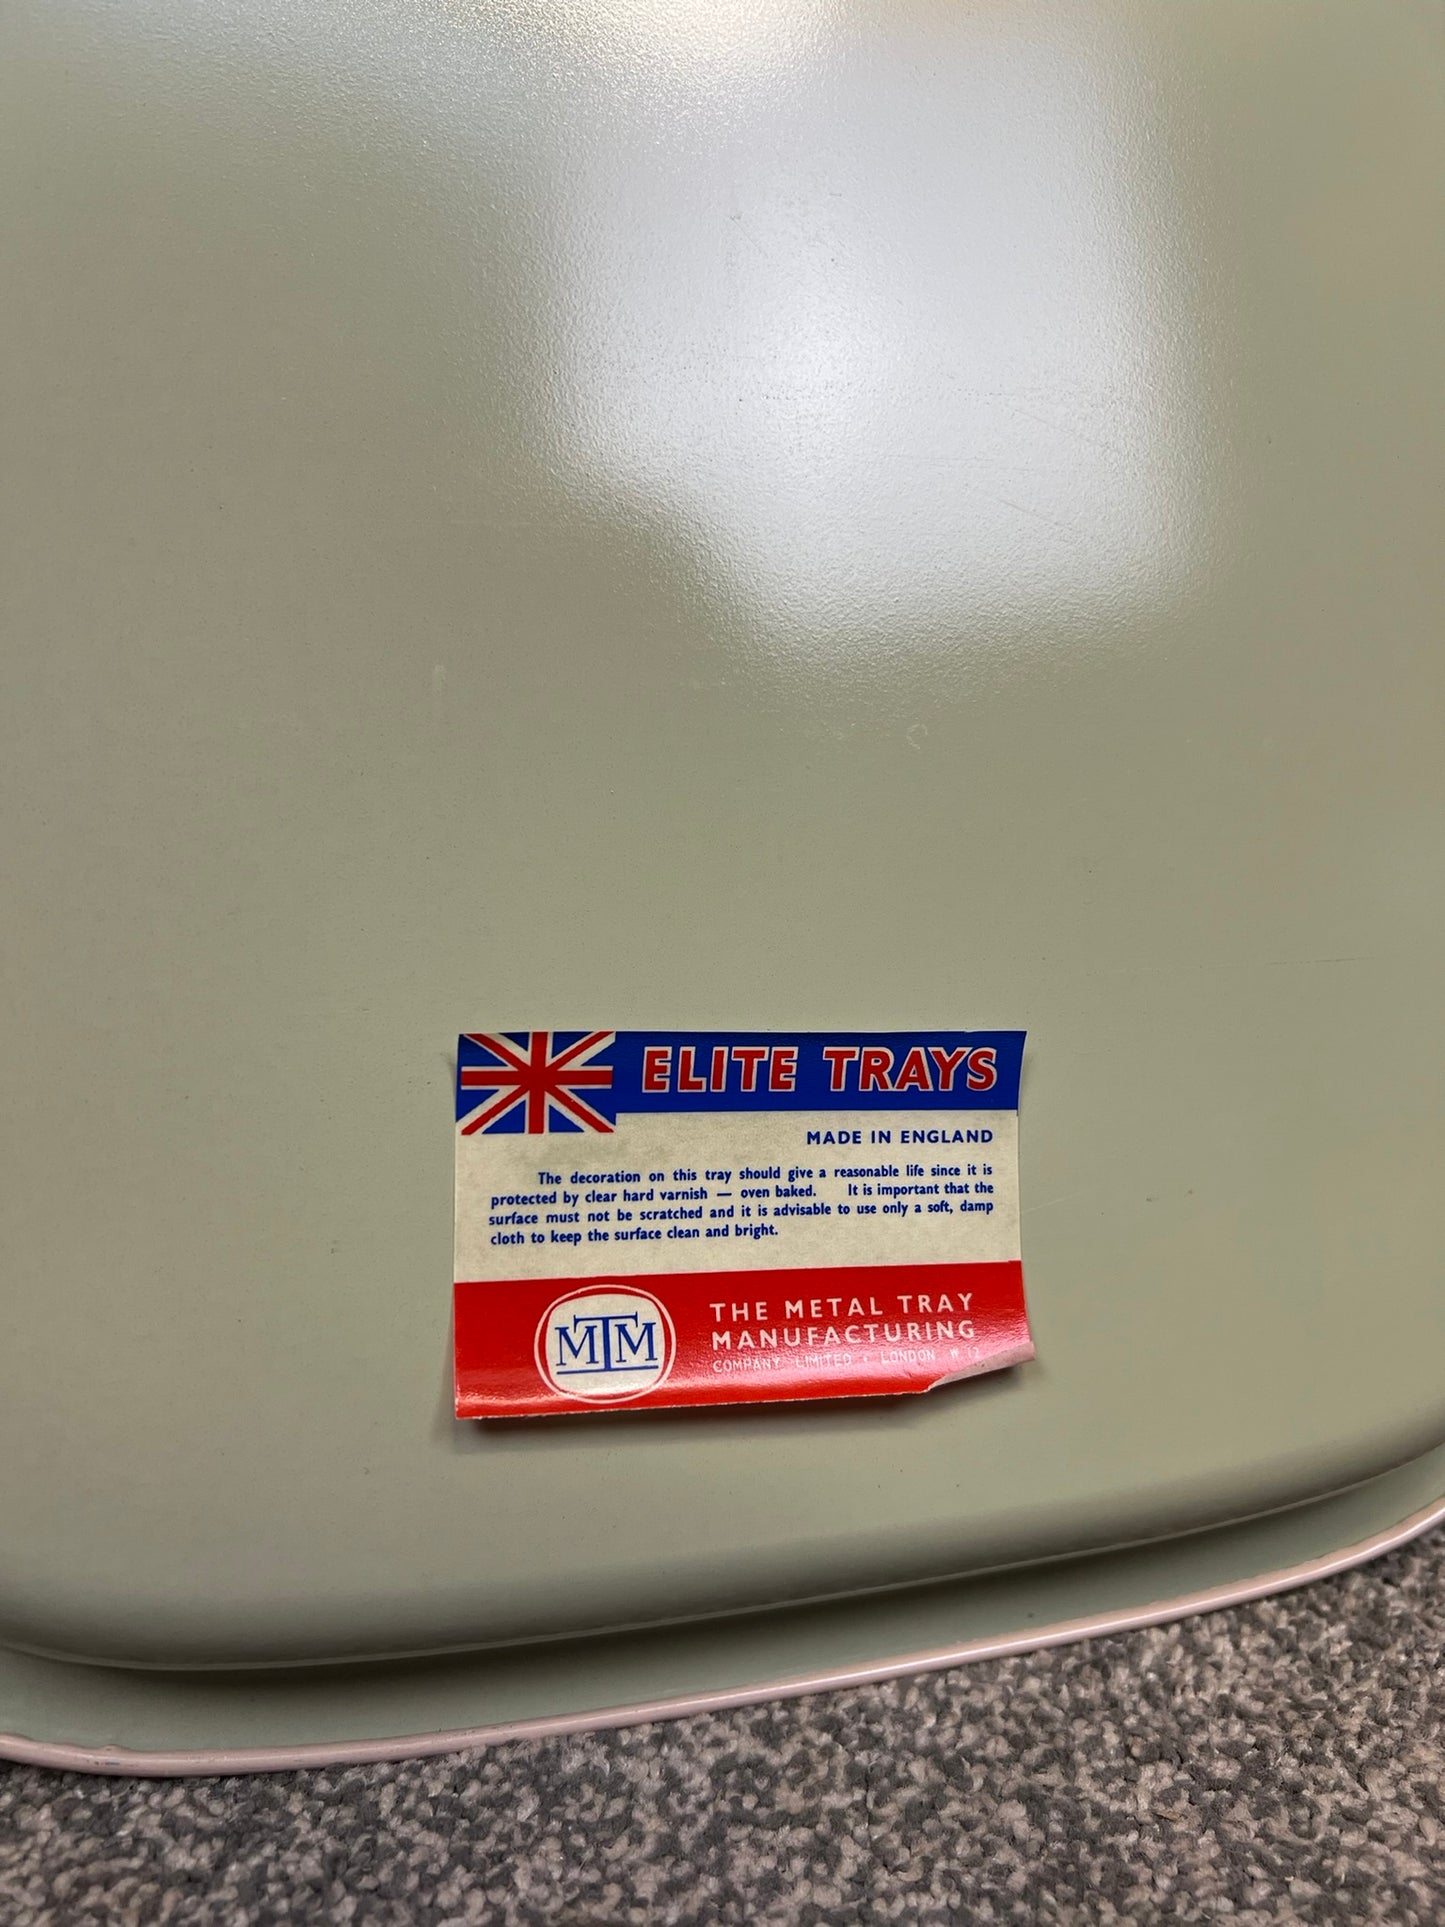 ELITE TRAYS
MADE IN ENGLAND
The decoration on this tray should give a reasonable life since it is
protected by clear hard varnish — oven baked. It is important that the
surface must not be scratched and it is advisable to use only a soft, damp
cloth to keep the surface clean and bright.
MTM
THE METAL TRAY
MANUFACTURING
COMPANY LIMITED · LONDON W 12